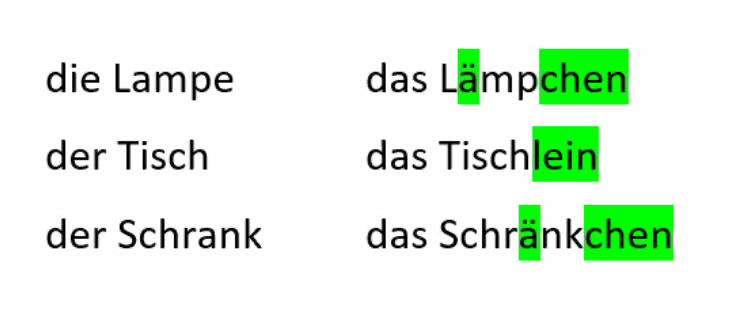 die Lampe das Lämpchen
der Tisch das Tischlein
der Schrank das Schränkchen